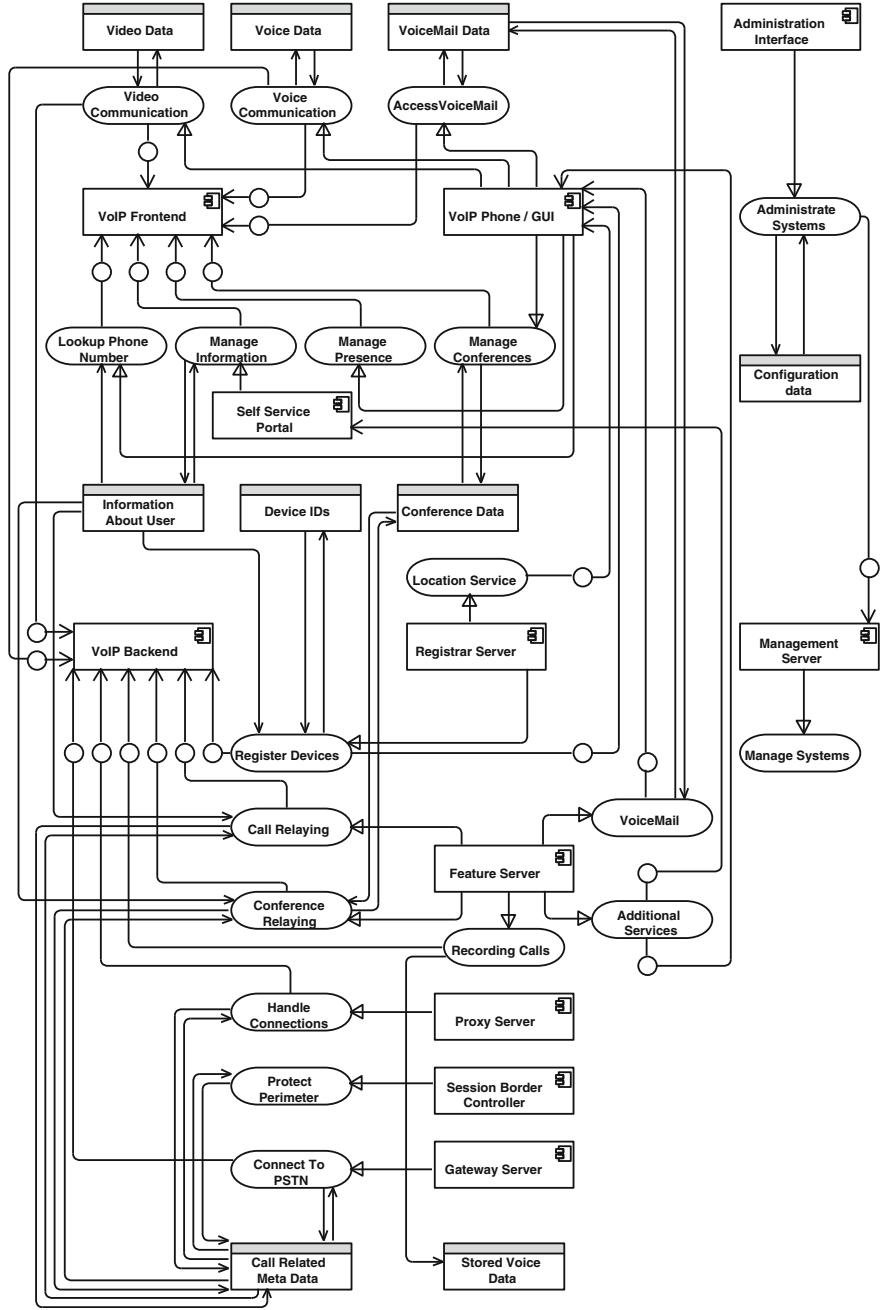 Video Data
Voice Data
VoiceMail Data
Administration
Interface
Video
Communication
Voice
Communication
AccessVoiceMail
VoIP Frontend
VoIP Phone / GUI
Administrate
Systems
Lookup Phone
Number
Manage
Information
Manage
Presence
Manage
Conferences
Configuration
data
Self Service
Portal
Information
About User
Device IDs
Conference Data
Location Service
VoIP Backend
Registrar Server
Management
Server
Register Devices
Manage Systems
Call Relaying
VoiceMail
Feature Server
Conference
Relaying
Additional
Services
Recording Calls
Handle
Connections
Proxy Server
Protect
Perimeter
Session Border
Controller
Connect To
PSTN
Gateway Server
Call Related
Meta Data
Stored Voice
Data